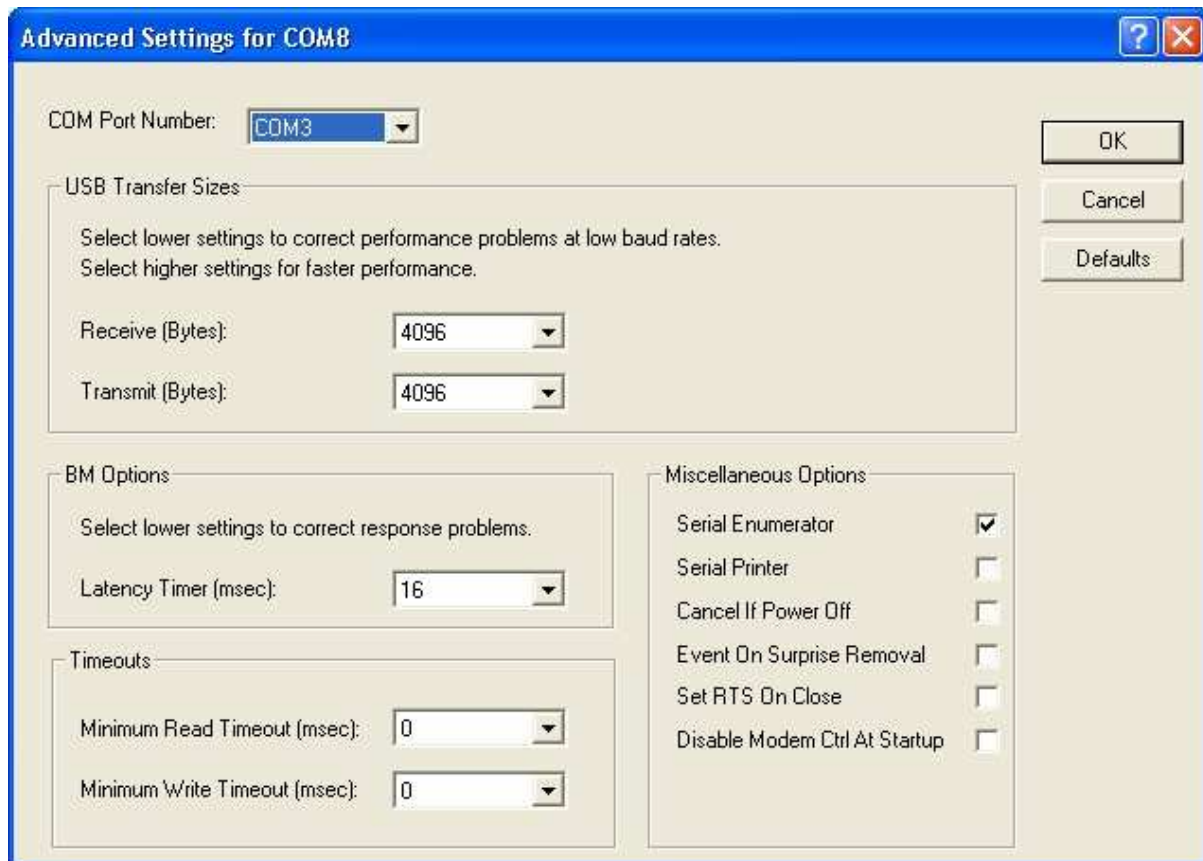 Advanced Settings for COM8
COM Port Number: COM3
OK
Cancel
Defaults
USB Transfer Sizes
Select lower settings to correct performance problems at low baud rates.
Select higher settings for faster performance.
Receive (Bytes): 4096
Transmit (Bytes): 4096
BM Options
Select lower settings to correct response problems.
Latency Timer (msec): 16
Timeouts
Minimum Read Timeout (msec): 0
Minimum Write Timeout (msec): 0
Miscellaneous Options
Serial Enumerator
Serial Printer
Cancel If Power Off
Event On Surprise Removal
Set RTS On Close
Disable Modem Ctrl At Startup